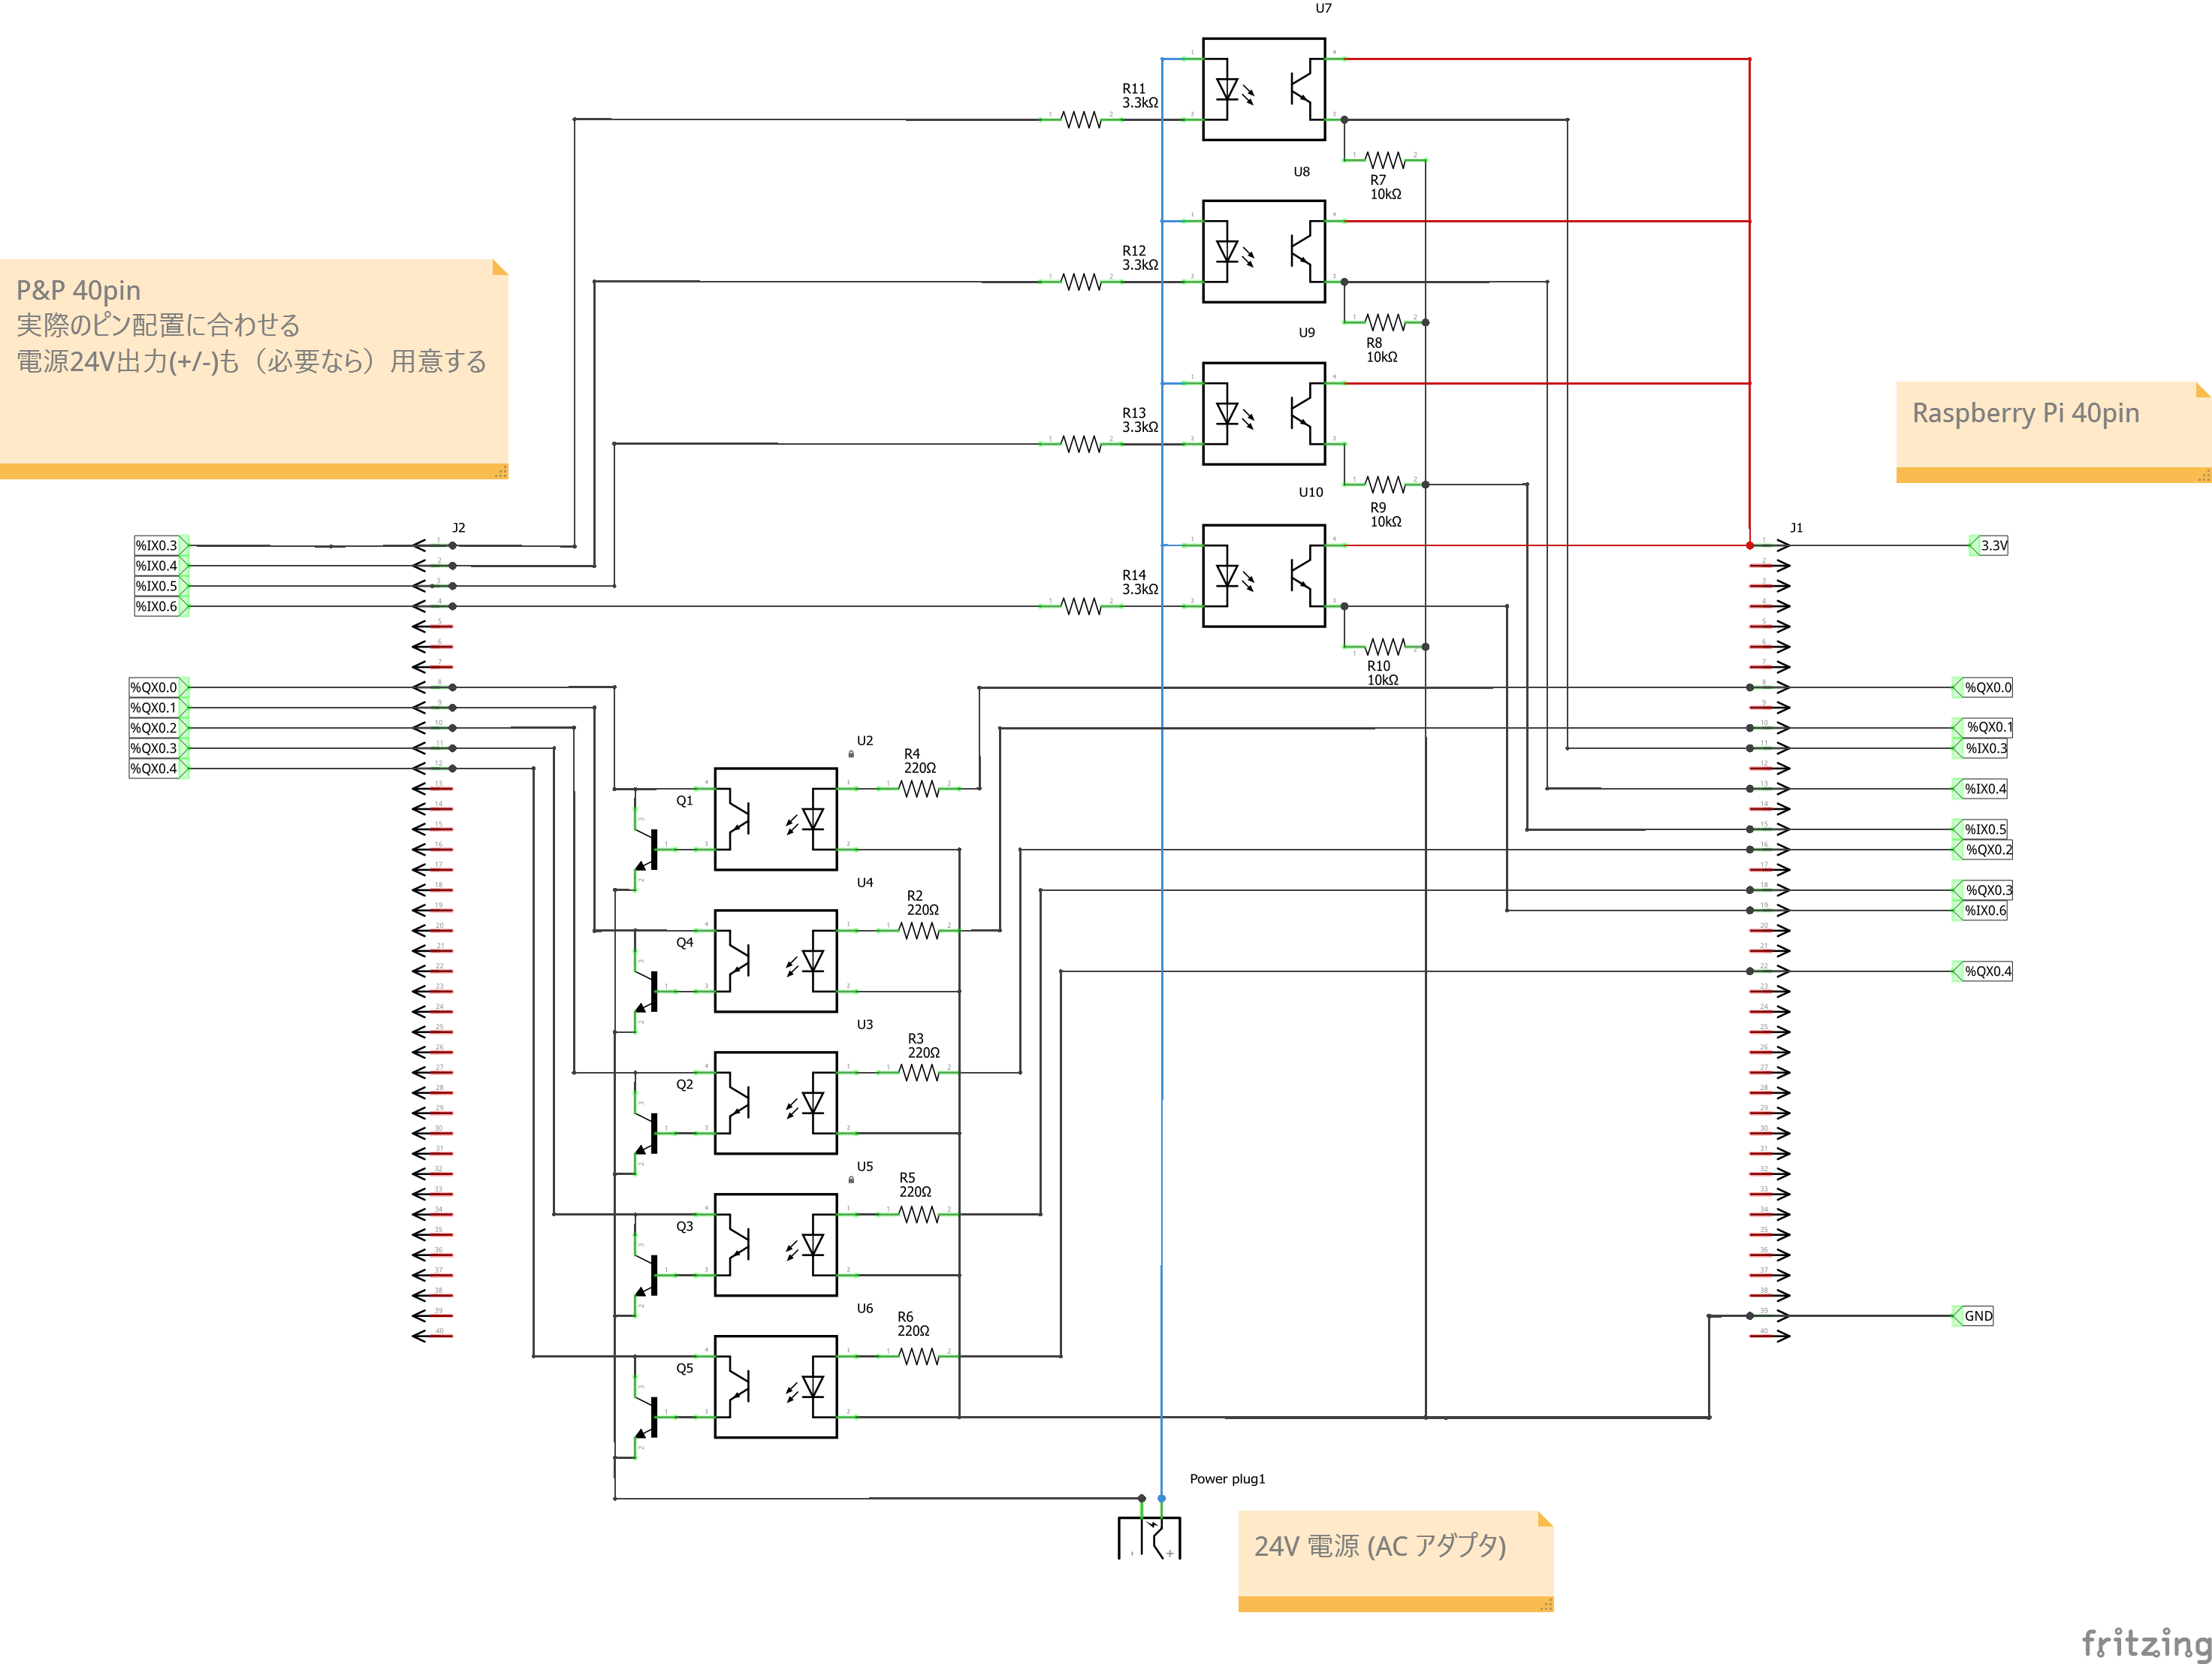 U7
R11
3.3kΩ
R7
10kΩ
U8
R12
3.3kΩ
R8
10kΩ
U9
P&P 40pin
実際のピン配置に合わせる
電源24V出力(+/-)も（必要なら）用意する
R13
3.3kΩ
Raspberry Pi 40pin
R9
10kΩ
U10
J2
J1
%IX0.3
%IX0.4
%IX0.5
%IX0.6
3.3V
R14
3.3kΩ
R10
10kΩ
%QX0.0
%QX0.1
%QX0.2
%QX0.3
%QX0.4
%QX0.0
%QX0.1
%IX0.3
%IX0.4
%IX0.5
%QX0.2
%QX0.3
%IX0.6
%QX0.4
GND
U2
R4
220Ω
Q1
U4
R2
220Ω
Q4
U3
R3
220Ω
Q2
U5
R5
220Ω
Q3
U6
R6
220Ω
Q5
Power plug1
- +
24V 電源 (AC アダプタ)
fritzing